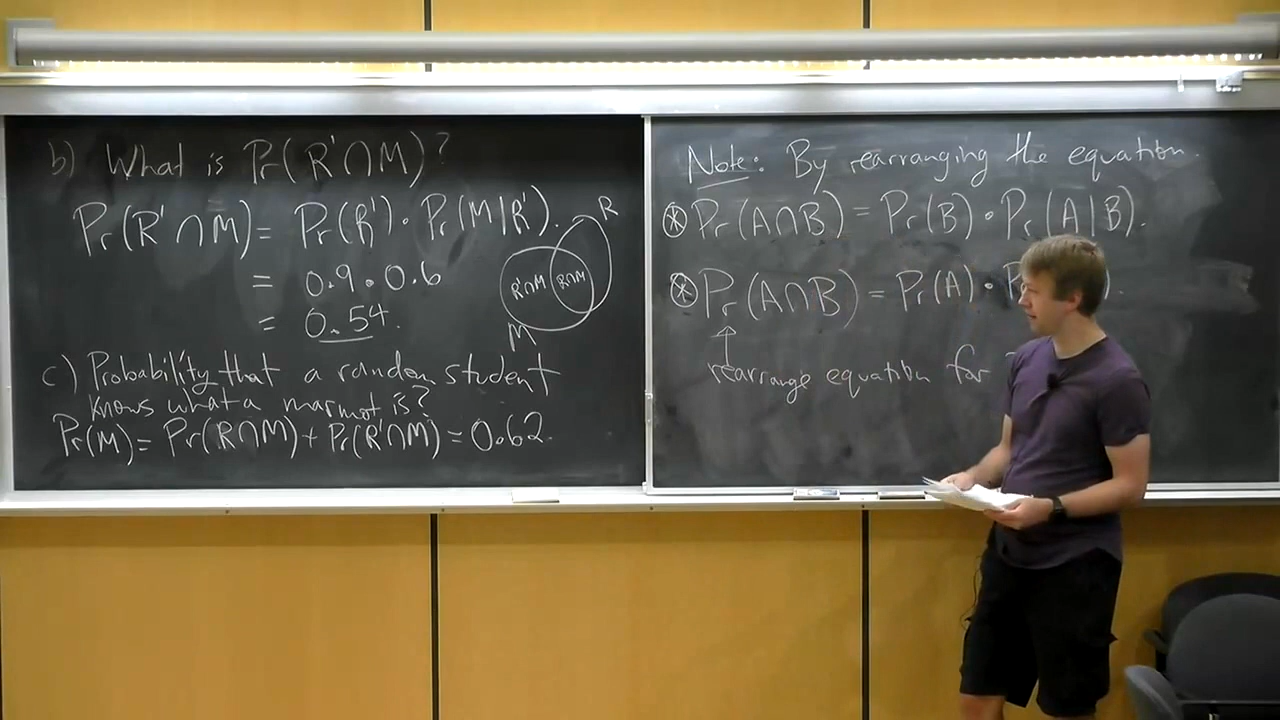 b) What is Pr(R'∩M)?
Pr(R'∩M) = Pr(R')·Pr(M|R').
= 0.9·0.6
= 0.54.
R
R'∩M
R∩M
M
c) Probability that a random student
knows what a marmot is?
Pr(M) = Pr(R∩M) + Pr(R'∩M) = 0.62.
Note: By rearranging the equation.
⊛ Pr(A∩B) = Pr(B)·Pr(A|B).
⊛ Pr(A∩B) = Pr(A)·
rearrange equation for